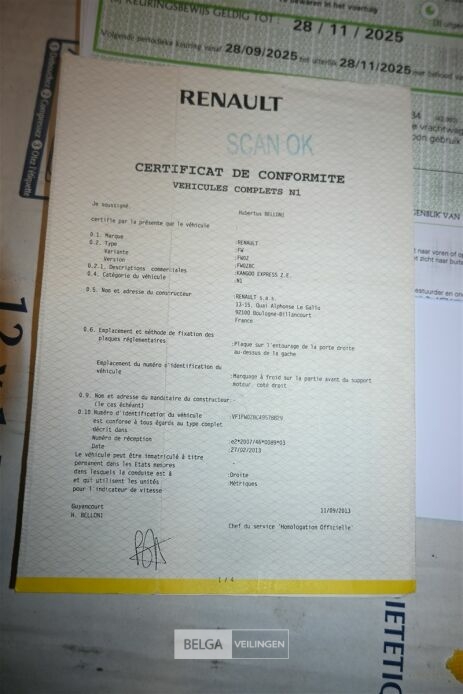 KEURINGSBEWIJS GELDIG TOT : 28 / 11 / 2025
Volgende periodieke keuring vanaf 28/09/2025 ten uiterlijk 28/11/2025
RENAULT
SCAN OK
CERTIFICAT DE CONFORMITE
VEHICULES COMPLETS N1
Je soussigné Hubertus BELLONI
certifie par la présente que le véhicule
0.1. Marque :RENAULT
0.2. Type :FW
Variante :FW0Z
Version :FW0Z8C
0.2.1. Descriptions commerciales :KANGOO EXPRESS Z.E.
0.4. Catégorie du véhicule :N1
0.5. Nom et adresse du constructeur :RENAULT s.a.s.
13-15, Quai Alphonse Le Gallo
92100 Boulogne-Billancourt
France
0.6. Emplacement et méthode de fixation des
plaques réglementaires :Plaque sur l'entourage de la porte droite
au-dessus de la gache
Emplacement du numéro d'identification du
véhicule :Marquage à froid sur la partie avant du support
moteur, coté droit
0.9. Nom et adresse du mandataire du constructeur:-
(le cas échéant)
0.10 Numéro d'identification du véhicule
est conforme à tous égards au type complet
décrit dans
Numéro de réception :e2*2007/46*0089*03
Date :27/02/2013
Le véhicule peut être immatriculé à titre
permanent dans les Etats membres -
dans lesquels la conduite est à :Droite
et qui utilisent les unités :Métriques
pour l'indicateur de vitesse
Guyancourt 11/09/2013
H. BELLONI
Chef du service 'Homologation Officielle'
1 / 4
BELGA VEILINGEN